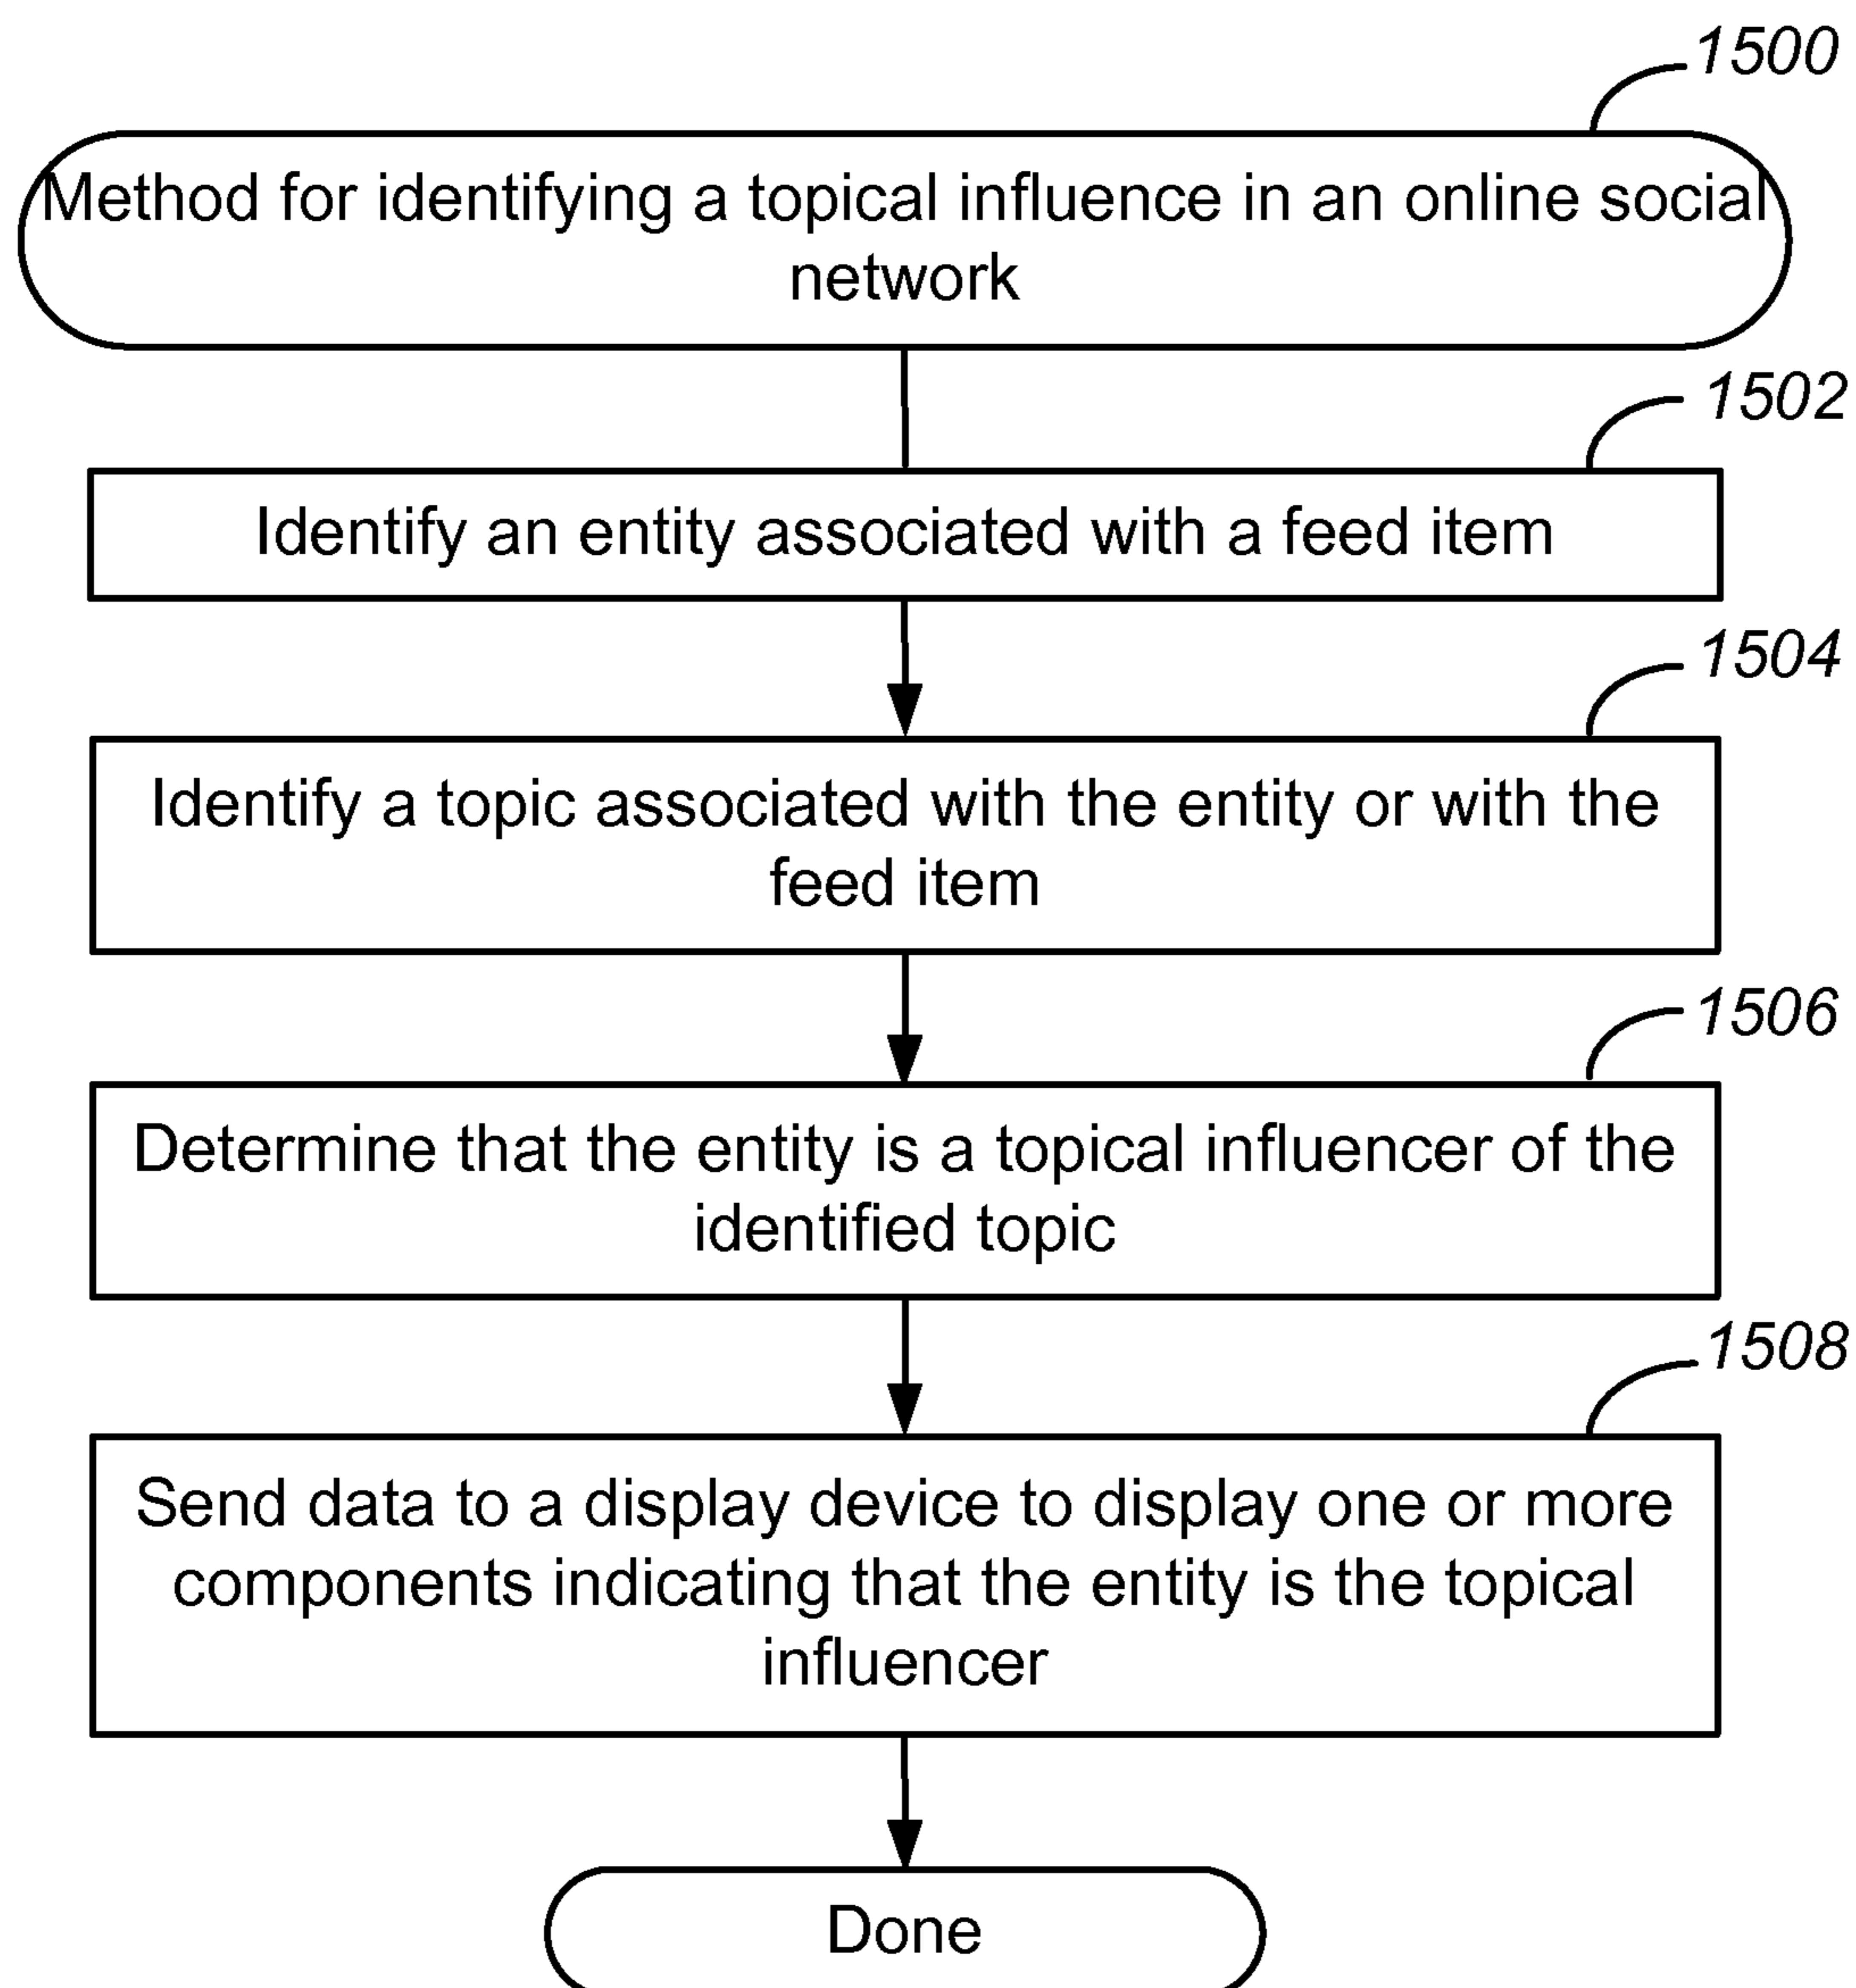 1500
Method for identifying a topical influence in an online social
network
1502
Identify an entity associated with a feed item
1504
Identify a topic associated with the entity or with the
feed item
1506
Determine that the entity is a topical influencer of the
identified topic
1508
Send data to a display device to display one or more
components indicating that the entity is the topical
influencer
Done